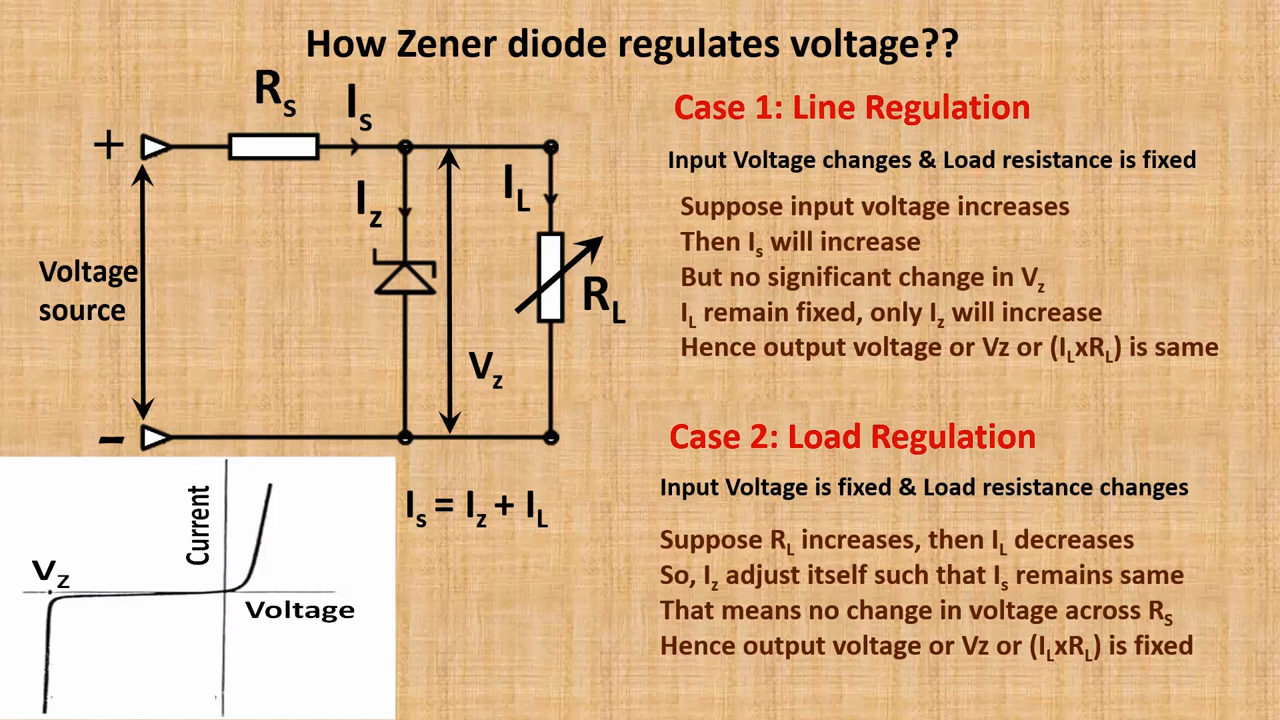 How Zener diode regulates voltage??
+
Rs
Is
Iz
IL
Voltage
source
RL
Vz
–
Is = Iz + IL
Current
VZ
Voltage
Case 1: Line Regulation
Input Voltage changes & Load resistance is fixed
Suppose input voltage increases
Then Is will increase
But no significant change in Vz
IL remain fixed, only Iz will increase
Hence output voltage or Vz or (ILxRL) is same
Case 2: Load Regulation
Input Voltage is fixed & Load resistance changes
Suppose RL increases, then IL decreases
So, Iz adjust itself such that Is remains same
That means no change in voltage across RS
Hence output voltage or Vz or (ILxRL) is fixed